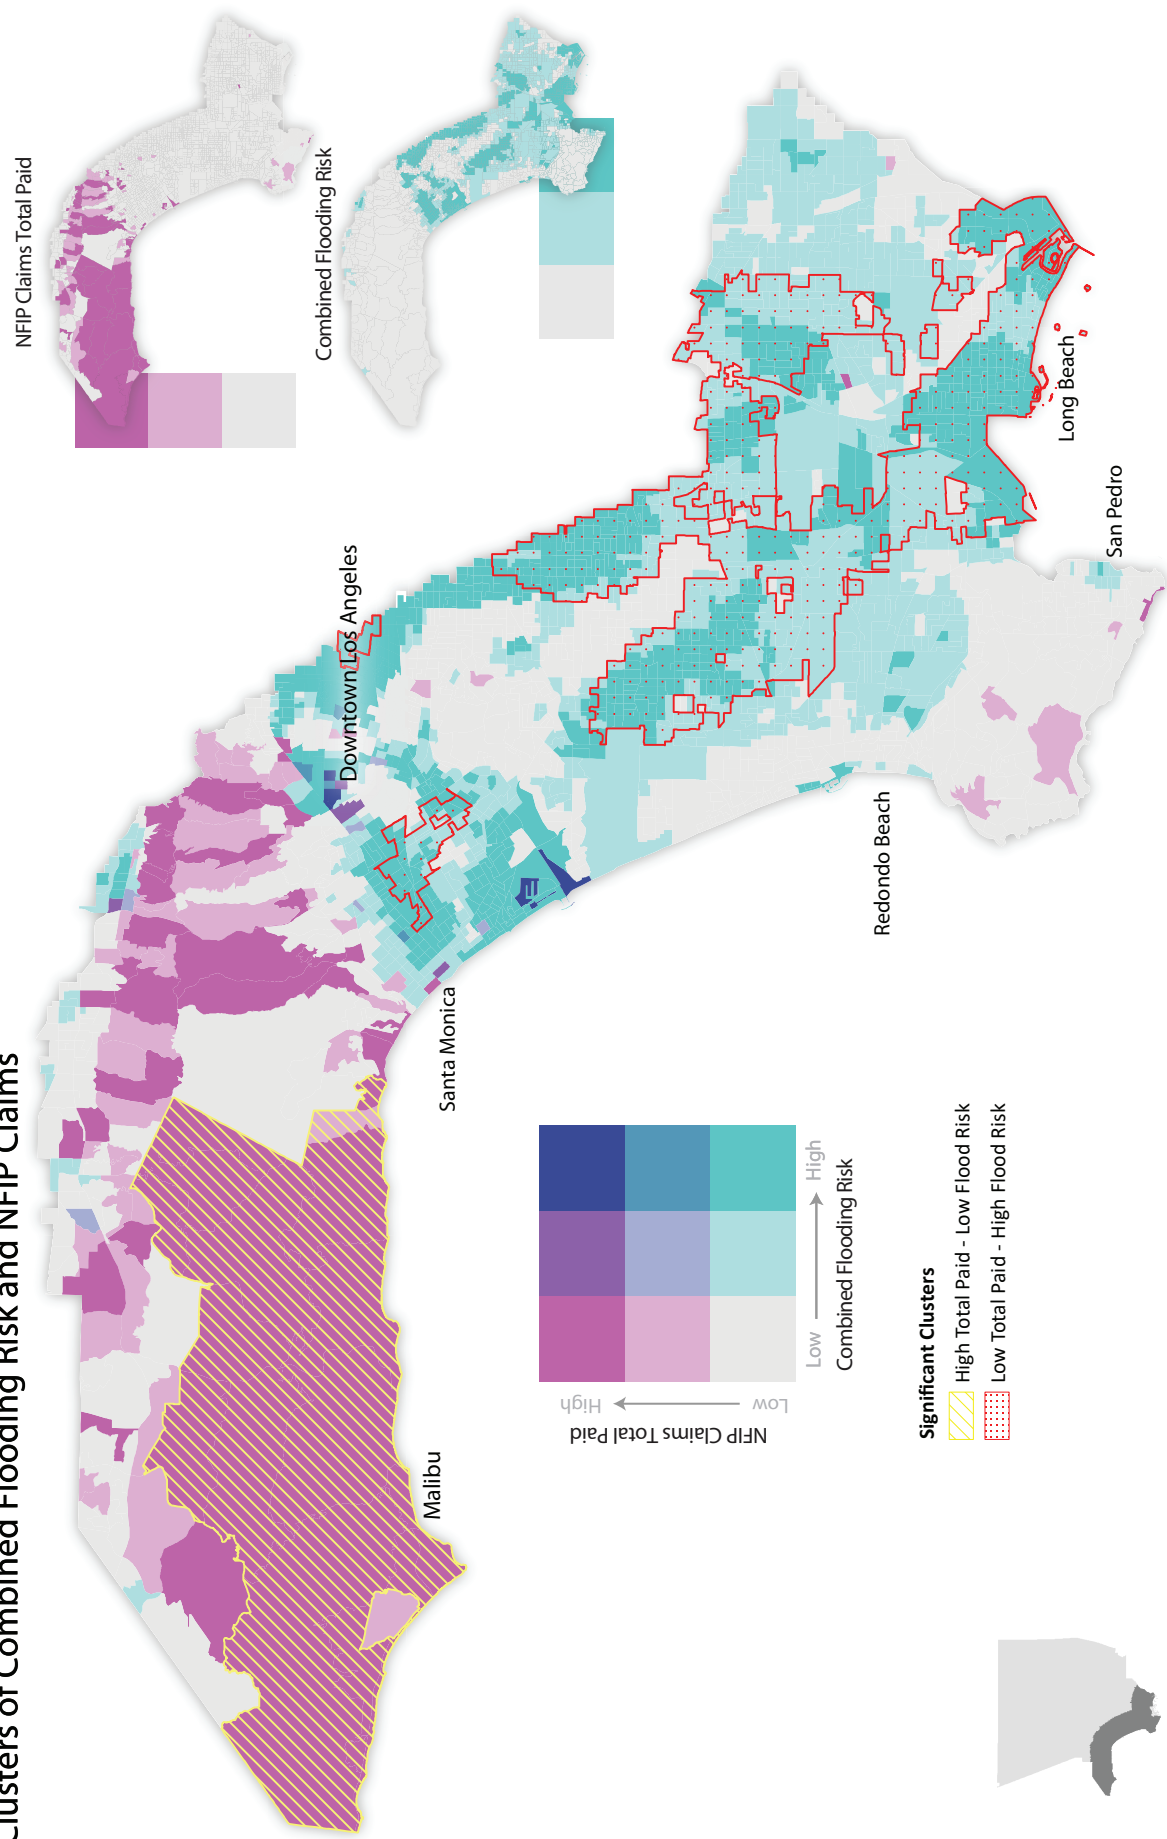 Clusters of Combined Flooding Risk and NFIP Claims
NFIP Claims Total Paid
Combined Flooding Risk
Downtown Los Angeles
Santa Monica
Malibu
Redondo Beach
San Pedro
Long Beach
NFIP Claims Total Paid
Low
High
Low
High
Combined Flooding Risk
Significant Clusters
High Total Paid - Low Flood Risk
Low Total Paid - High Flood Risk